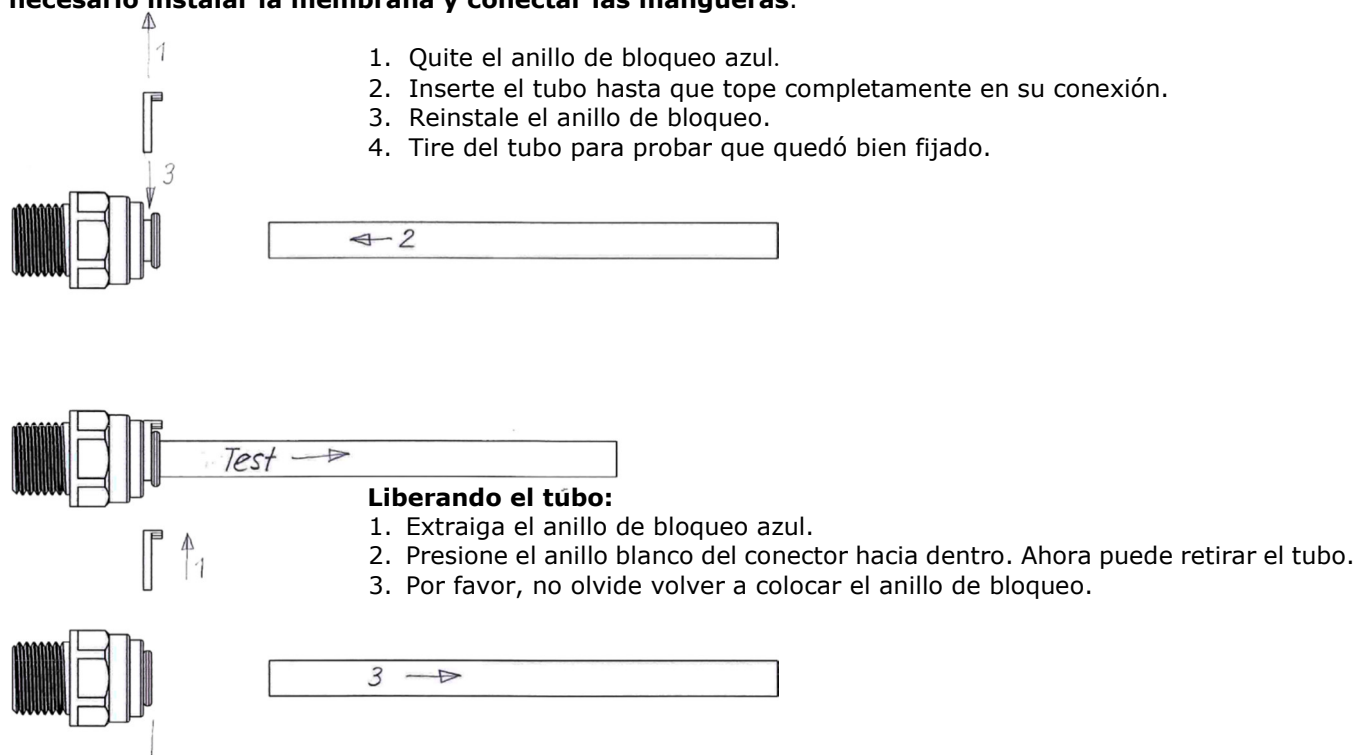 necesario instalar la membrana y conectar las mangueras.
1
1. Quite el anillo de bloqueo azul.
2. Inserte el tubo hasta que tope completamente en su conexión.
3. Reinstale el anillo de bloqueo.
4. Tire del tubo para probar que quedó bien fijado.
3
2
Test
Liberando el tubo:
1. Extraiga el anillo de bloqueo azul.
2. Presione el anillo blanco del conector hacia dentro. Ahora puede retirar el tubo.
1
3. Por favor, no olvide volver a colocar el anillo de bloqueo.
3